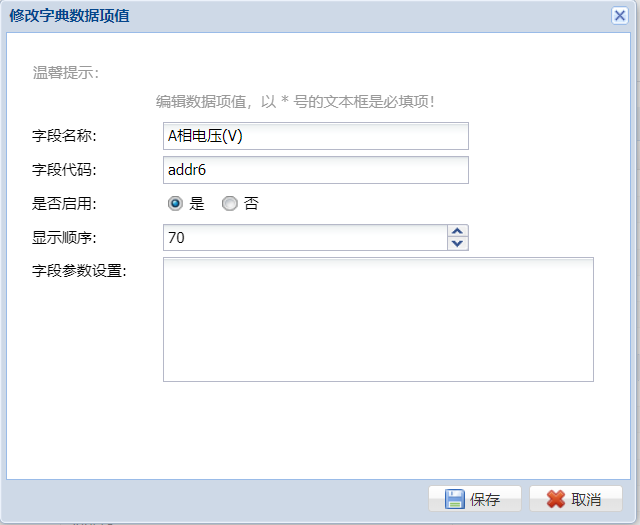 修改字典数据项值
温馨提示:
编辑数据项值，以 * 号的文本框是必填项！
字段名称: A相电压(V)
字段代码: addr6
是否启用: 是 否
显示顺序: 70
字段参数设置:
保存 取消